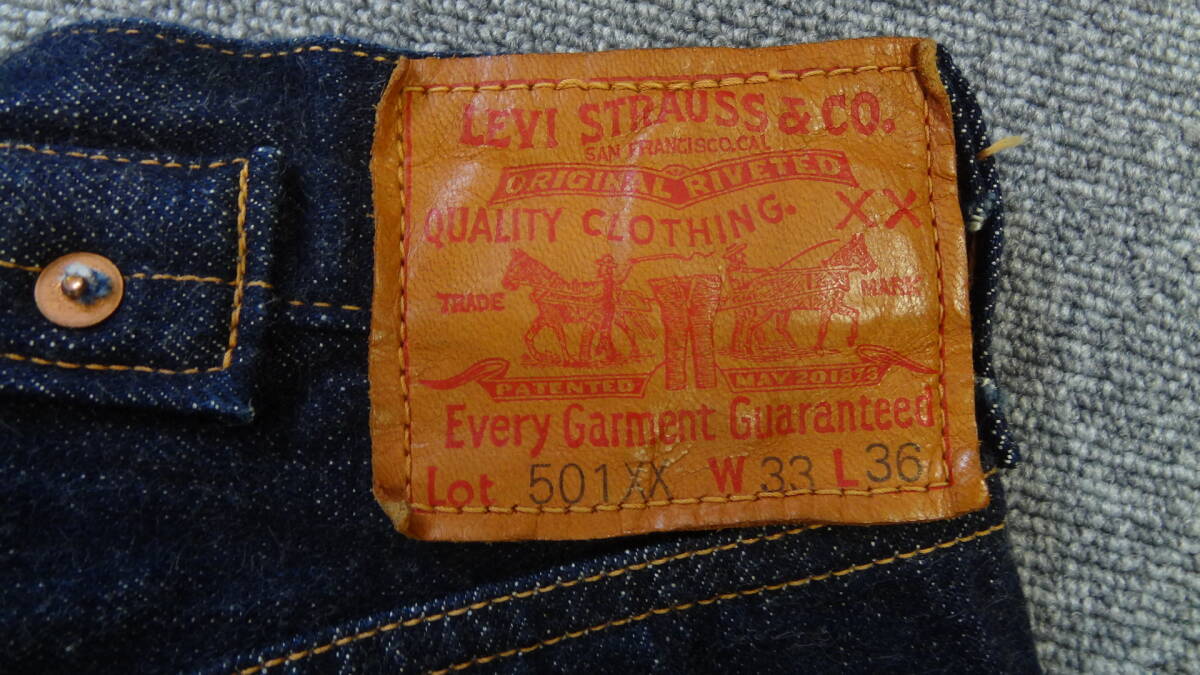 LEVI STRAUSS & CO.
SAN FRANCISCO.CAL
ORIGINAL RIVETED
QUALITY CLOTHING. XX
TRADE MARK
PATENTED MAY 20 1873
Every Garment Guaranteed
Lot 501XX W 33 L 36